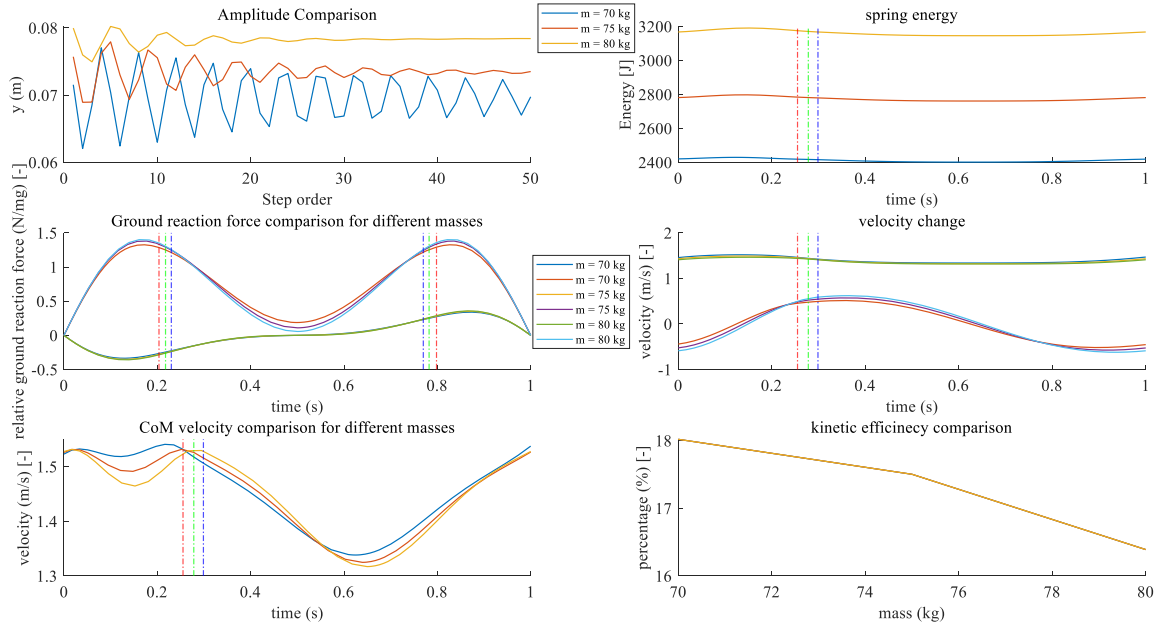 Amplitude Comparison
m = 70 kg
m = 75 kg
m = 80 kg
0.08
0.07
0.06
y (m)
0 10 20 30 40 50
Step order
spring energy
3200
3000
2800
2600
2400
Energy [J]
0 0.2 0.4 0.6 0.8 1
time (s)
Ground reaction force comparison for different masses
relative ground reaction force (N/mg) [-]
1.5
1
0.5
0
-0.5
0 0.2 0.4 0.6 0.8 1
time (s)
m = 70 kg
m = 70 kg
m = 75 kg
m = 75 kg
m = 80 kg
m = 80 kg
velocity change
velocity (m/s) [-]
2
1
0
-1
0 0.2 0.4 0.6 0.8 1
time (s)
CoM velocity comparison for different masses
velocity (m/s) [-]
1.5
1.4
1.3
0 0.2 0.4 0.6 0.8 1
time (s)
kinetic efficinecy comparison
percentage (%) [-]
18
17
16
70 72 74 76 78 80
mass (kg)